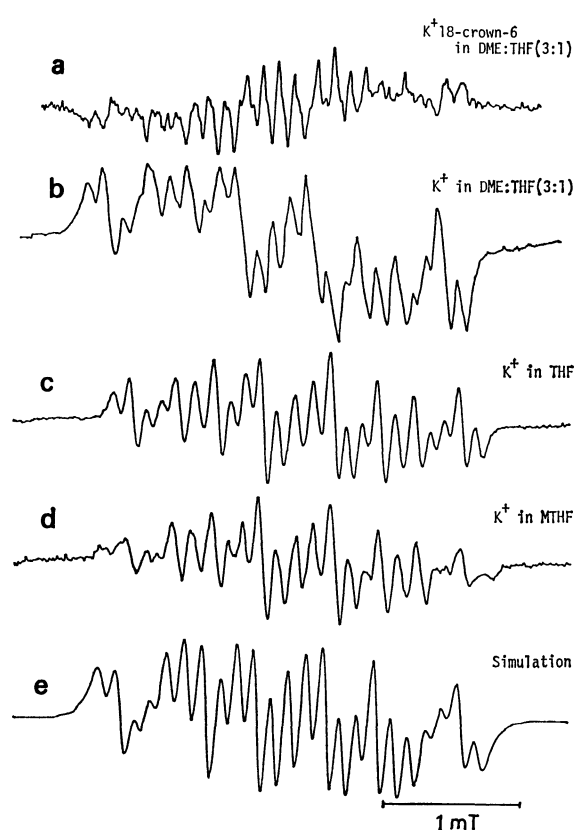 K+18-crown-6
in DME:THF(3:1)
a
b
K+ in DME:THF(3:1)
c
K+ in THF
d
K+ in MTHF
e
Simulation
1 mT